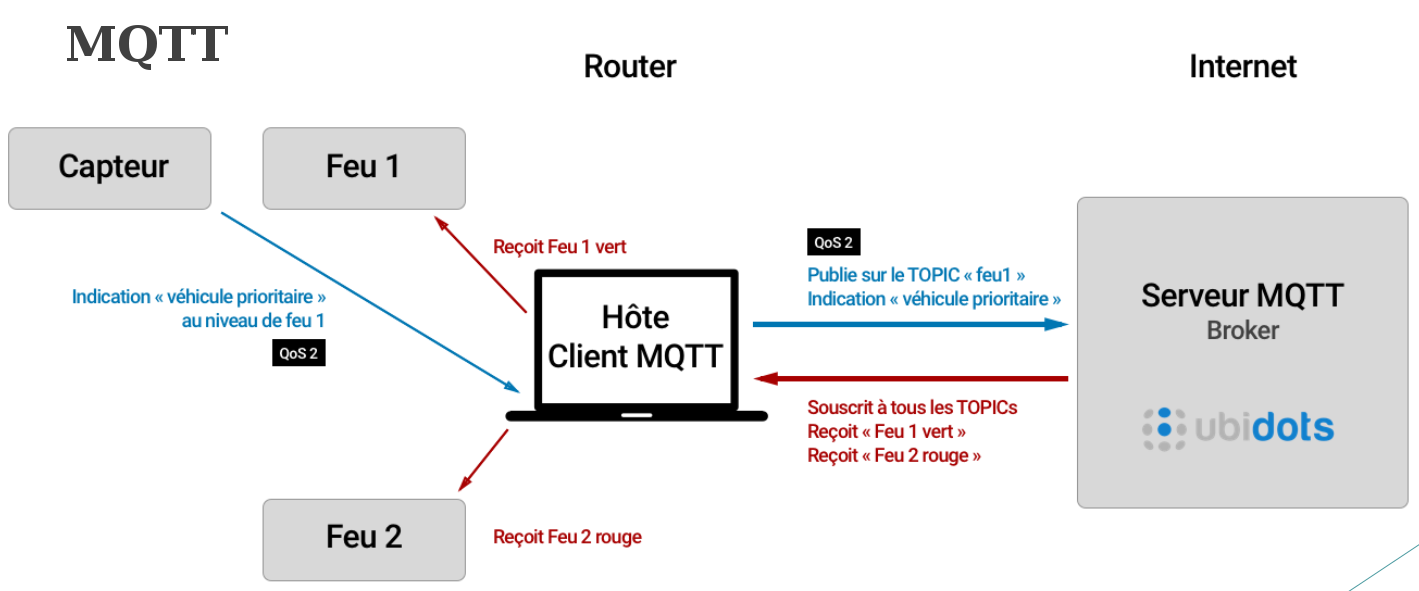 MQTT
Router
Internet
Capteur
Feu 1
Reçoit Feu 1 vert
QoS 2
Publie sur le TOPIC « feu1 »
Indication « véhicule prioritaire »
Indication « véhicule prioritaire »
au niveau de feu 1
QoS 2
Hôte
Client MQTT
Serveur MQTT
Broker
ubidots
Souscrit à tous les TOPICs
Reçoit « Feu 1 vert »
Reçoit « Feu 2 rouge »
Feu 2
Reçoit Feu 2 rouge